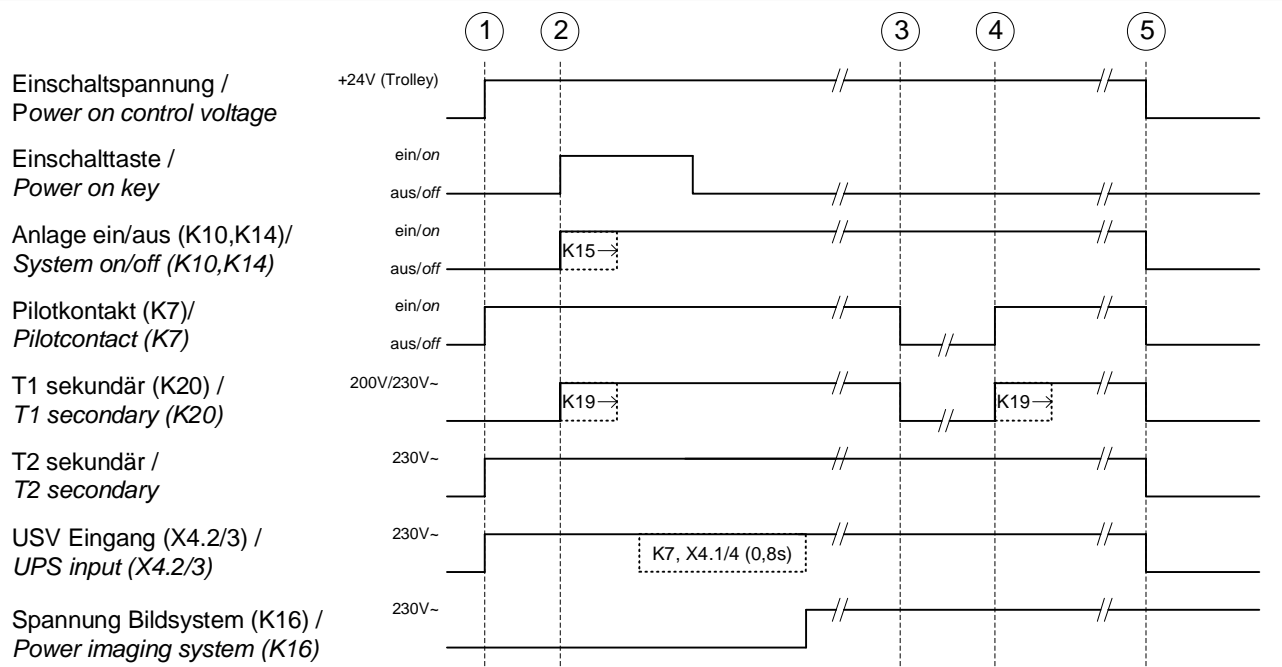 1 2 3 4 5
Einschaltspannung /
Power on control voltage
+24V (Trolley)
Einschalttaste /
Power on key
ein/on
aus/off
Anlage ein/aus (K10,K14)/
System on/off (K10,K14)
ein/on
K15
aus/off
Pilotkontakt (K7)/
Pilotcontact (K7)
ein/on
aus/off
T1 sekundär (K20) /
T1 secondary (K20)
200V/230V~
K19 K19
T2 sekundär /
T2 secondary
230V~
USV Eingang (X4.2/3) /
UPS input (X4.2/3)
230V~
K7, X4.1/4 (0,8s)
Spannung Bildsystem (K16) /
Power imaging system (K16)
230V~